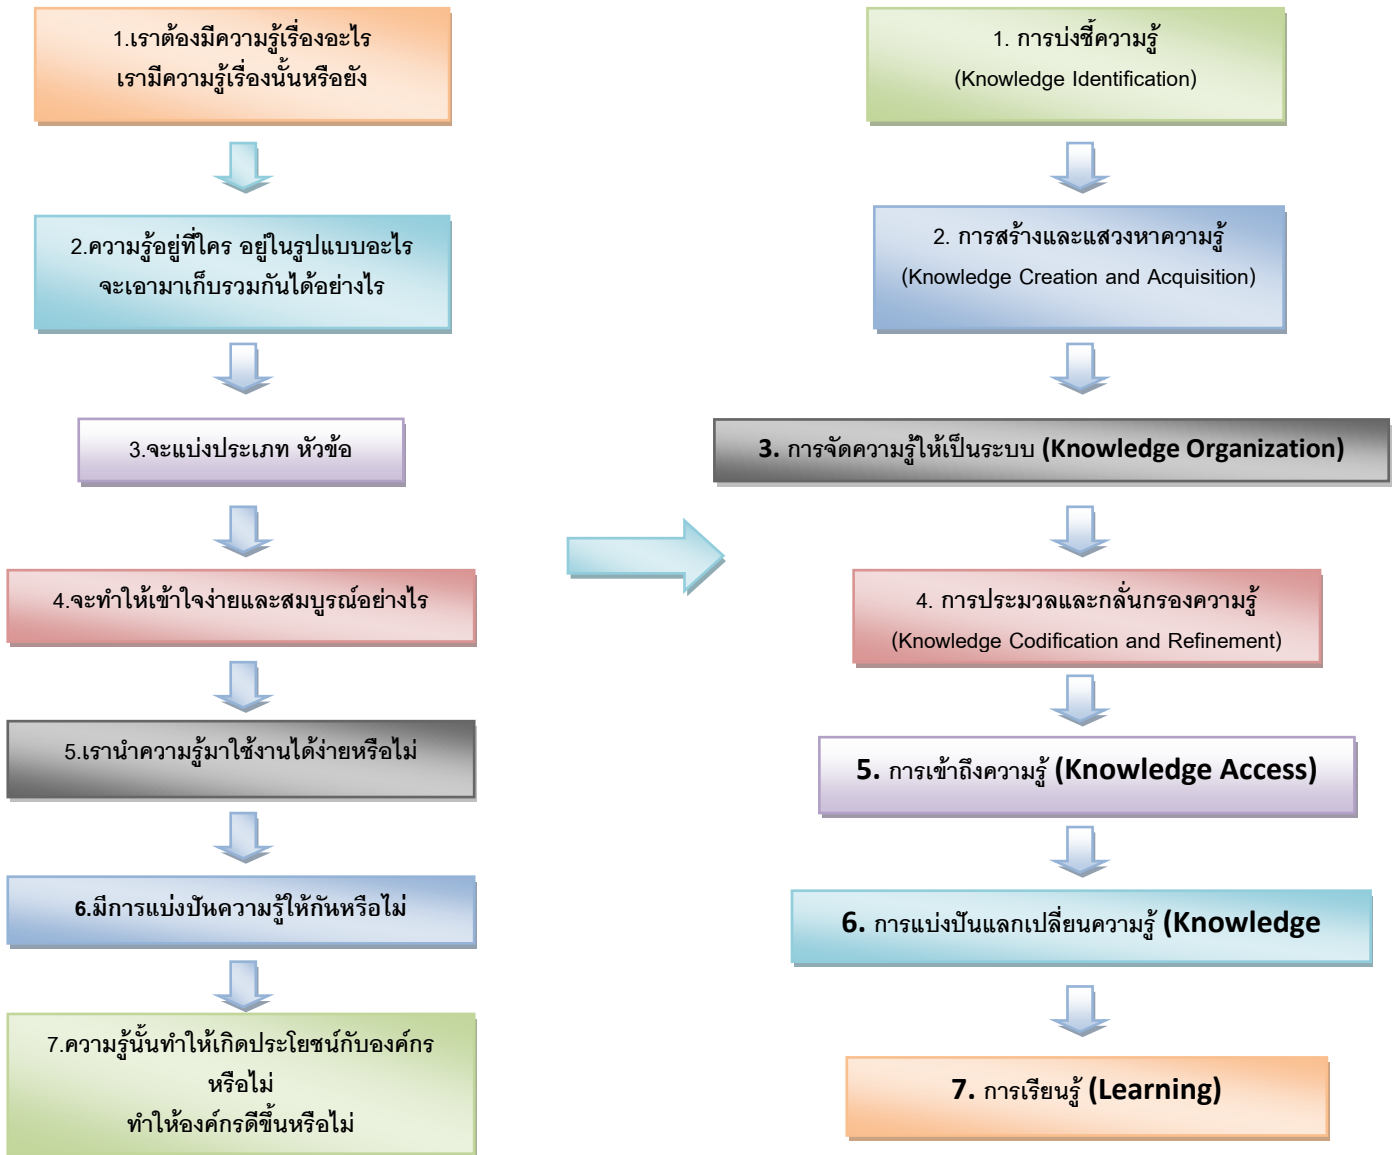 1.เราต้องมีความรู้เรื่องอะไร
เรามีความรู้เรื่องนั้นหรือยัง
2.ความรู้อยู่ที่ใคร อยู่ในรูปแบบอะไร
จะเอามาเก็บรวมกันได้อย่างไร
3.จะแบ่งประเภท หัวข้อ
4.จะทำให้เข้าใจง่ายและสมบูรณ์อย่างไร
5.เรานำความรู้มาใช้งานได้ง่ายหรือไม่
6.มีการแบ่งปันความรู้ให้กันหรือไม่
7.ความรู้นั้นทำให้เกิดประโยชน์กับองค์กร
หรือไม่
ทำให้องค์กรดีขึ้นหรือไม่
1. การบ่งชี้ความรู้
(Knowledge Identification)
2. การสร้างและแสวงหาความรู้
(Knowledge Creation and Acquisition)
3. การจัดความรู้ให้เป็นระบบ (Knowledge Organization)
4. การประมวลและกลั่นกรองความรู้
(Knowledge Codification and Refinement)
5. การเข้าถึงความรู้ (Knowledge Access)
6. การแบ่งปันแลกเปลี่ยนความรู้ (Knowledge
7. การเรียนรู้ (Learning)